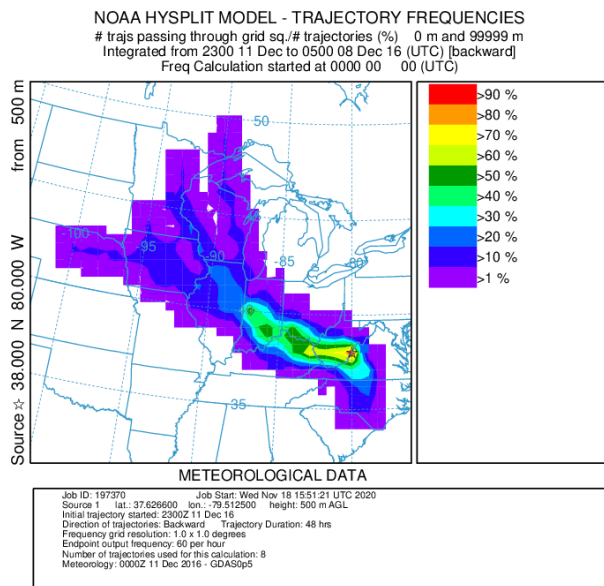 NOAA HYSPLIT MODEL - TRAJECTORY FREQUENCIES
# trajs passing through grid sq./# trajectories (%) 0 m and 99999 m
Integrated from 2300 11 Dec to 0500 08 Dec 16 (UTC) [backward]
Freq Calculation started at 0000 00 00 (UTC)
Source ☆ 38.000 N 80.000 W from 500 m
50
-100
-95
-90
45
-85
-80
35
>90 %
>80 %
>70 %
>60 %
>50 %
>40 %
>30 %
>20 %
>10 %
>1 %
METEOROLOGICAL DATA
Job ID: 197370 Job Start: Wed Nov 18 15:51:21 UTC 2020
Source 1 lat.: 37.626600 lon.: -79.512500 height: 500 m AGL
Initial trajectory started: 2300Z 11 Dec 16
Direction of trajectories: Backward Trajectory Duration: 48 hrs
Frequency grid resolution: 1.0 x 1.0 degrees
Endpoint output frequency: 60 per hour
Number of trajectories used for this calculation: 8
Meteorology: 0000Z 11 Dec 2016 - GDAS0p5